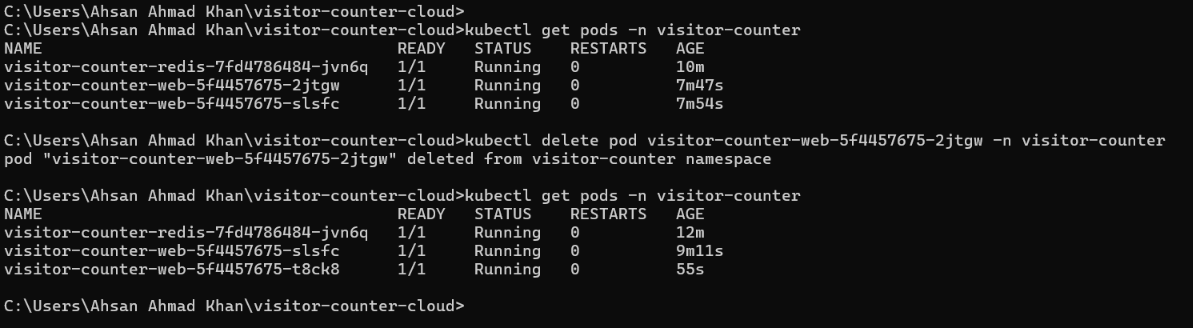 C:\Users\Ahsan Ahmad Khan\visitor-counter-cloud>
C:\Users\Ahsan Ahmad Khan\visitor-counter-cloud>kubectl get pods -n visitor-counter
NAME                                READY   STATUS    RESTARTS   AGE
visitor-counter-redis-7fd4786484-jvn6q   1/1     Running   0          10m
visitor-counter-web-5f4457675-2jtgw      1/1     Running   0          7m47s
visitor-counter-web-5f4457675-slsfc      1/1     Running   0          7m54s
C:\Users\Ahsan Ahmad Khan\visitor-counter-cloud>kubectl delete pod visitor-counter-web-5f4457675-2jtgw -n visitor-counter
pod "visitor-counter-web-5f4457675-2jtgw" deleted from visitor-counter namespace
C:\Users\Ahsan Ahmad Khan\visitor-counter-cloud>kubectl get pods -n visitor-counter
NAME                                READY   STATUS    RESTARTS   AGE
visitor-counter-redis-7fd4786484-jvn6q   1/1     Running   0          12m
visitor-counter-web-5f4457675-slsfc      1/1     Running   0          9m11s
visitor-counter-web-5f4457675-t8ck8      1/1     Running   0          55s
C:\Users\Ahsan Ahmad Khan\visitor-counter-cloud>